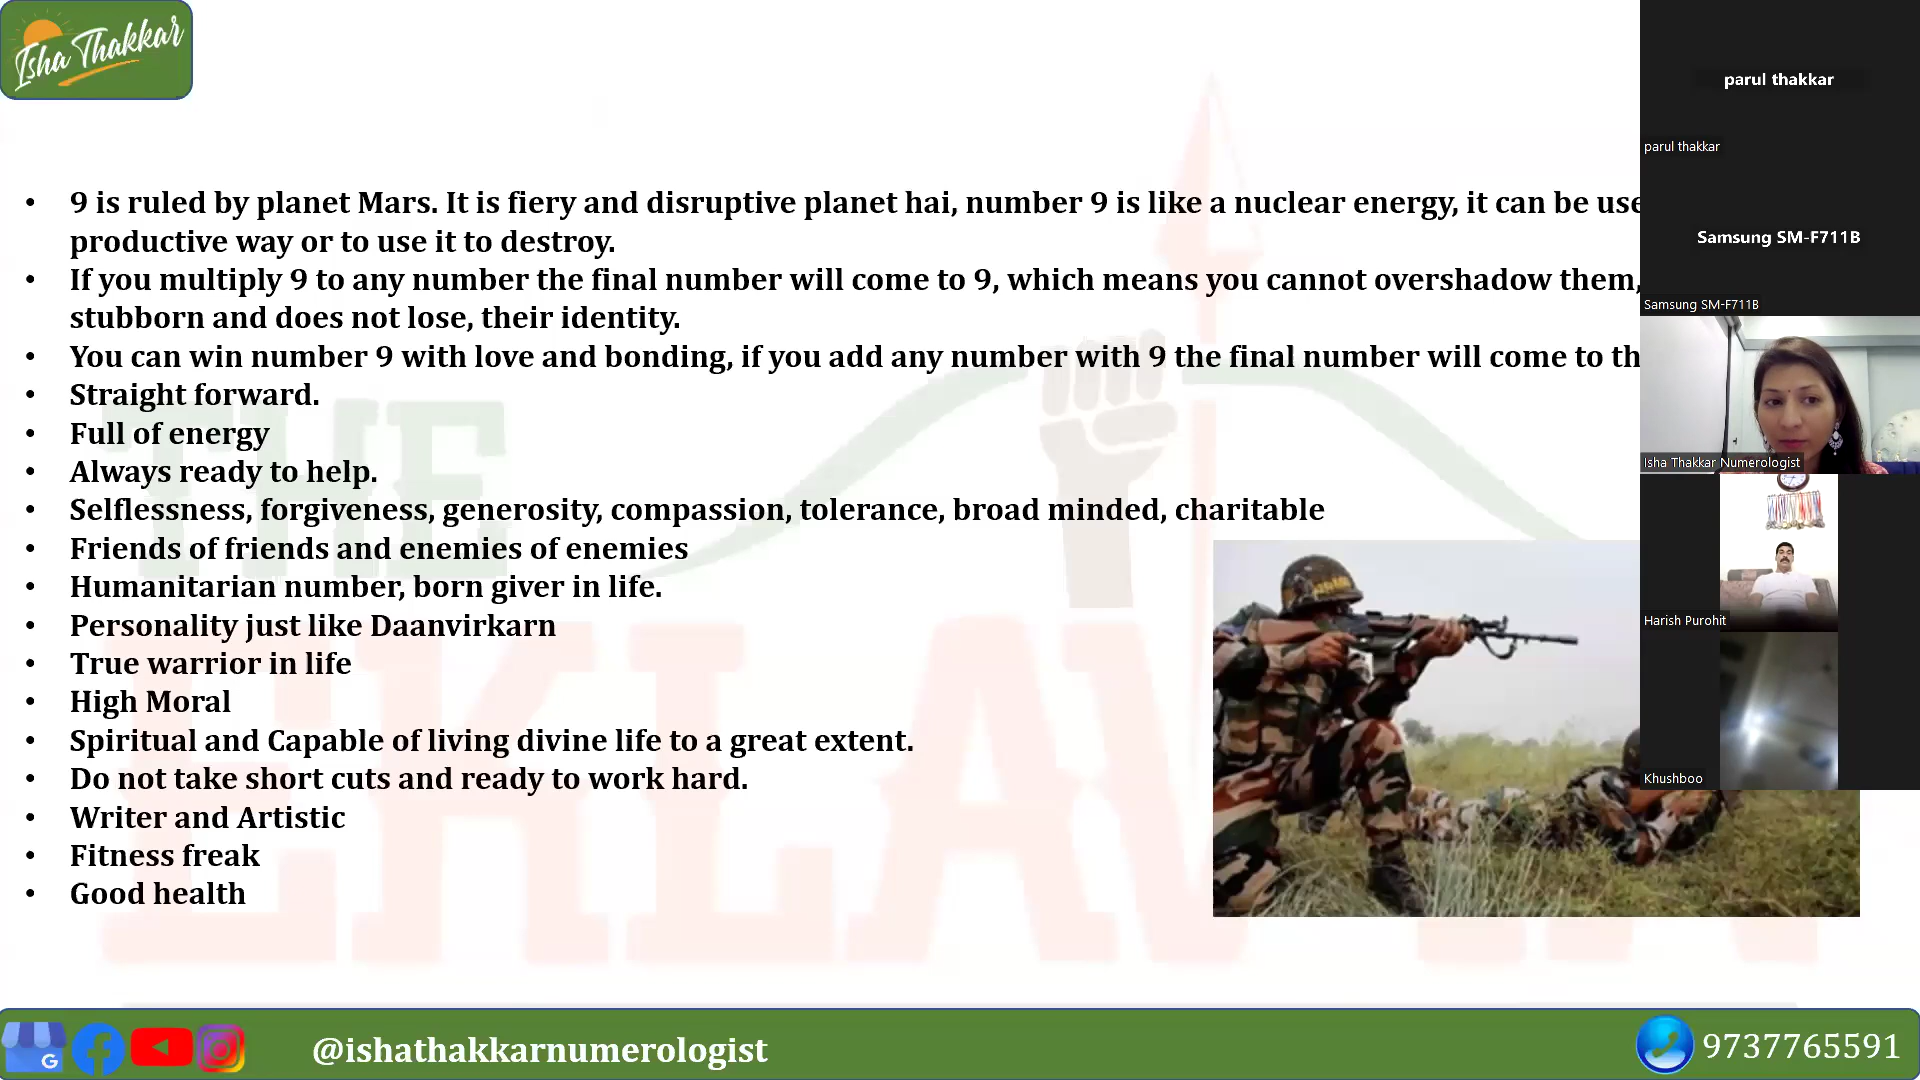 Isha Thakkar
• 9 is ruled by planet Mars. It is fiery and disruptive planet hai, number 9 is like a nuclear energy, it can be use
productive way or to use it to destroy.
• If you multiply 9 to any number the final number will come to 9, which means you cannot overshadow them,
stubborn and does not lose, their identity.
• You can win number 9 with love and bonding, if you add any number with 9 the final number will come to th
• Straight forward.
• Full of energy
• Always ready to help.
• Selflessness, forgiveness, generosity, compassion, tolerance, broad minded, charitable
• Friends of friends and enemies of enemies
• Humanitarian number, born giver in life.
• Personality just like Daanvirkarn
• True warrior in life
• High Moral
• Spiritual and Capable of living divine life to a great extent.
• Do not take short cuts and ready to work hard.
• Writer and Artistic
• Fitness freak
• Good health
THE
EKLAV
parul thakkar
parul thakkar
Samsung SM-F711B
Samsung SM-F711B
Isha Thakkar Numerologist
Harish Purohit
Khushboo
G
@ishathakkarnumerologist
9737765591